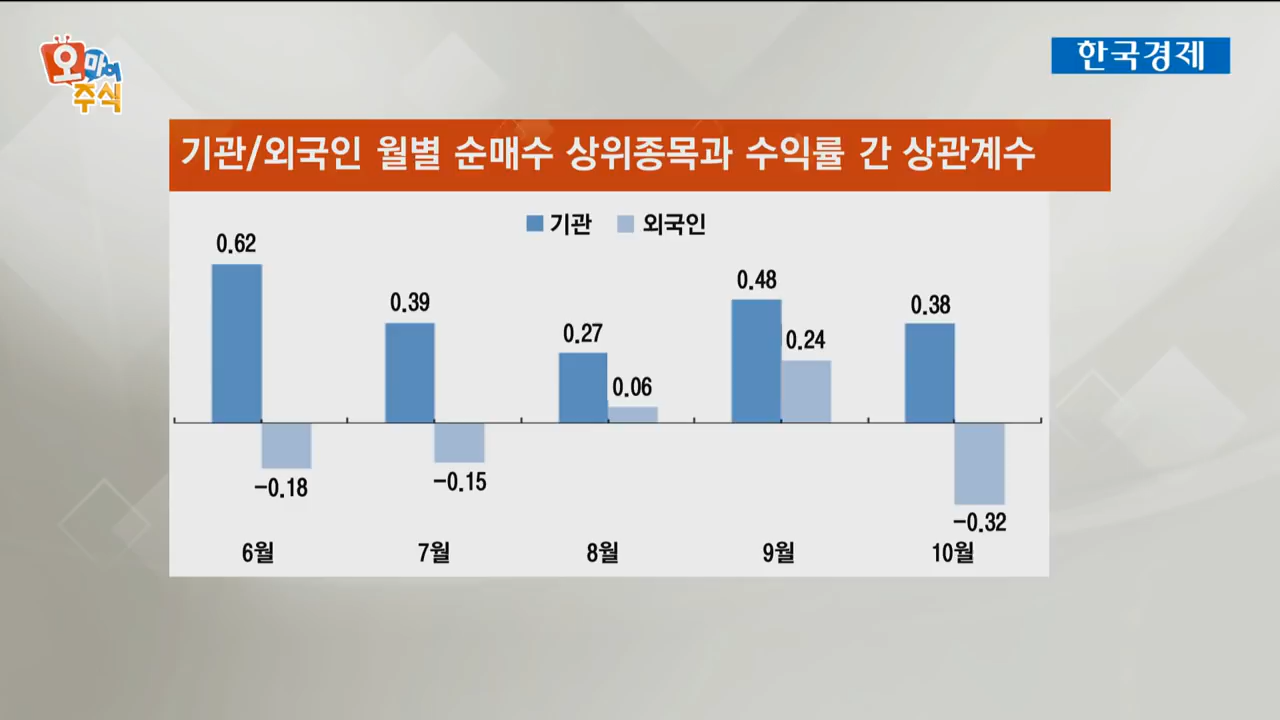 오마이
주식
한국경제
기관/외국인 월별 순매수 상위종목과 수익률 간 상관계수
기관 외국인
0.62
0.39
0.27
0.06
0.48
0.24
0.38
-0.18
-0.15
-0.32
6월 7월 8월 9월 10월